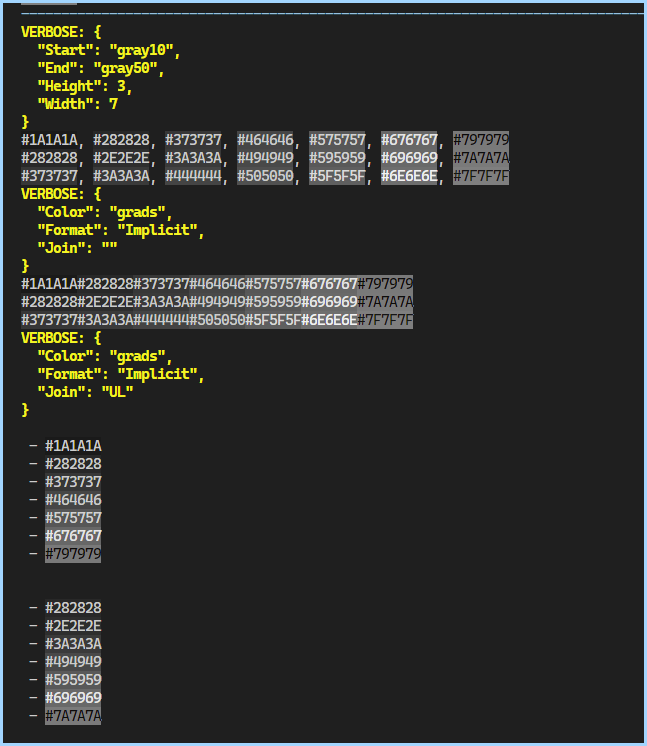 VERBOSE: {
  "Start": "gray10",
  "End": "gray50",
  "Height": 3,
  "Width": 7
}
#1A1A1A, #282828, #373737, #464646, #575757, #676767, #797979
#282828, #2E2E2E, #3A3A3A, #494949, #595959, #696969, #7A7A7A
#373737, #3A3A3A, #444444, #505050, #5F5F5F, #6E6E6E, #7F7F7F
VERBOSE: {
  "Color": "grads",
  "Format": "Implicit",
  "Join": ""
}
#1A1A1A#282828#373737#464646#575757#676767#797979
#282828#2E2E2E#3A3A3A#494949#595959#696969#7A7A7A
#373737#3A3A3A#444444#505050#5F5F5F#6E6E6E#7F7F7F
VERBOSE: {
  "Color": "grads",
  "Format": "Implicit",
  "Join": "UL"
}
- #1A1A1A
- #282828
- #373737
- #464646
- #575757
- #676767
- #797979
- #282828
- #2E2E2E
- #3A3A3A
- #494949
- #595959
- #696969
- #7A7A7A